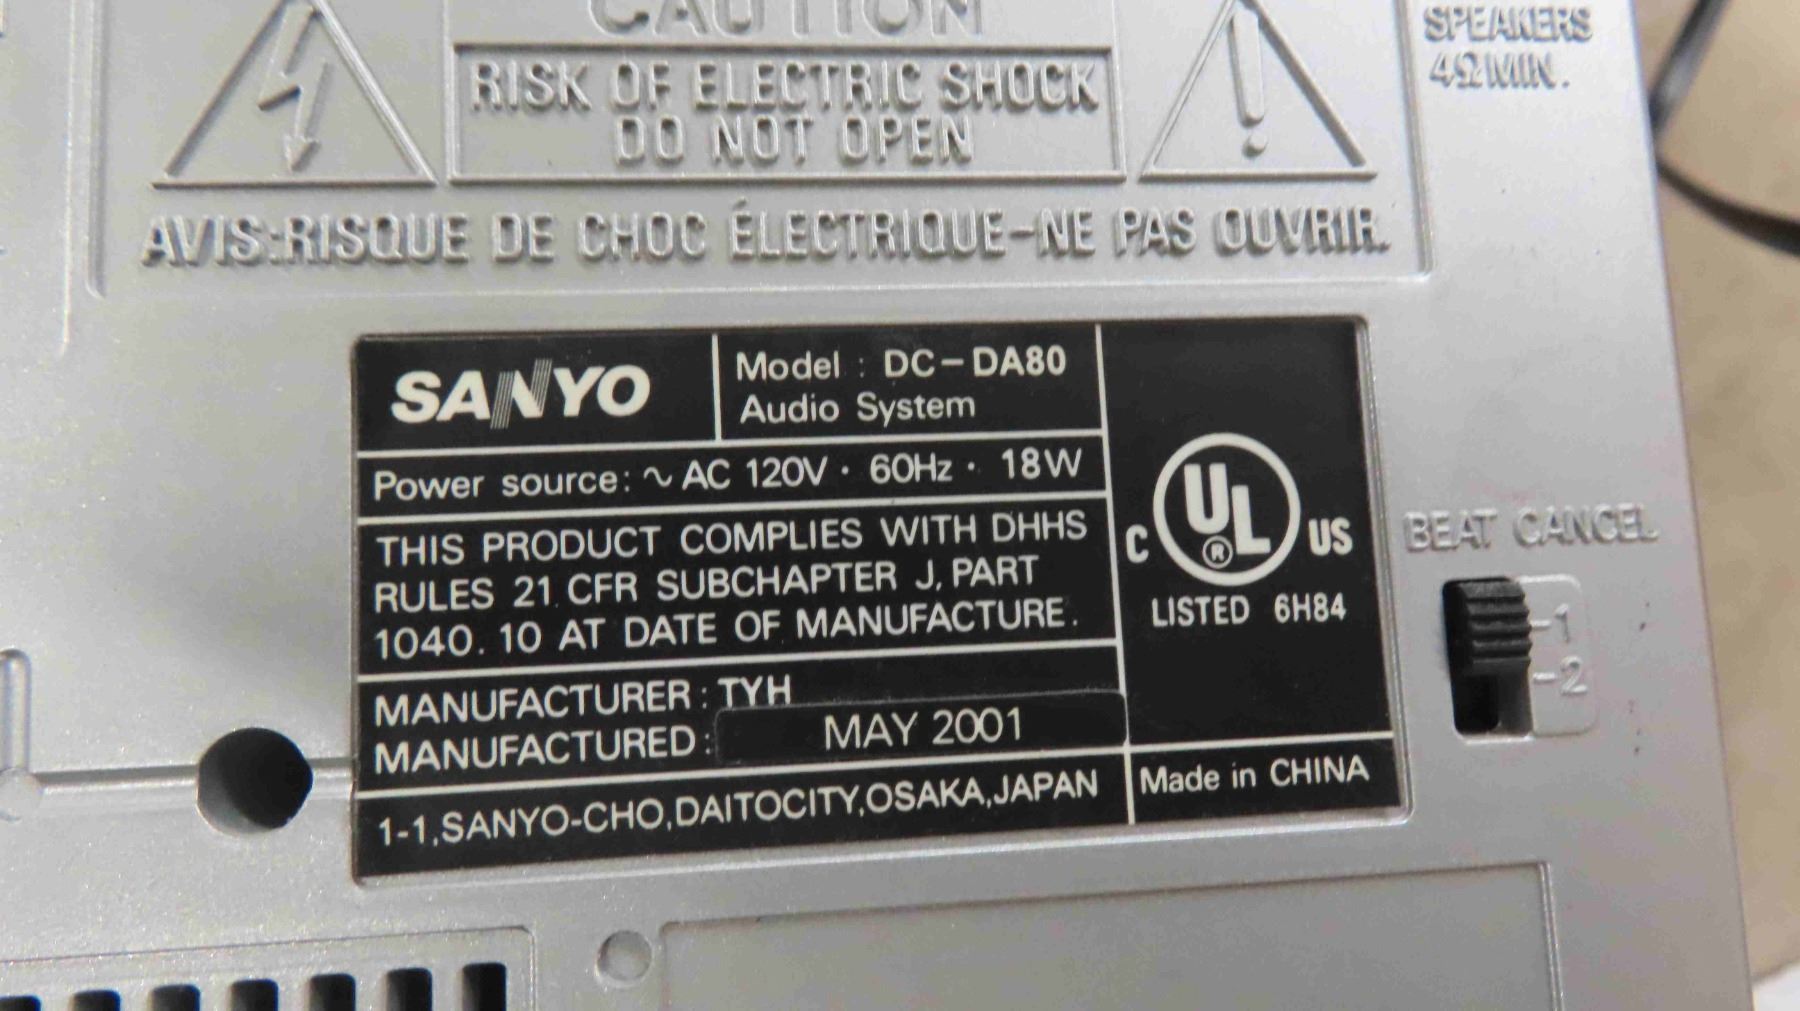 CAUTION
RISK OF ELECTRIC SHOCK
DO NOT OPEN
AVIS:RISQUE DE CHOC ÉLECTRIQUE-NE PAS OUVRIR.
SPEAKERS
4Ω MIN.
SANYO
Model : DC-DA80
Audio System
Power source: ∿ AC 120V · 60Hz · 18W
THIS PRODUCT COMPLIES WITH DHHS
RULES 21 CFR SUBCHAPTER J, PART
1040.10 AT DATE OF MANUFACTURE.
MANUFACTURER : TYH
MANUFACTURED : MAY 2001
1-1,SANYO-CHO,DAITOCITY,OSAKA,JAPAN
C UL ® US
LISTED 6H84
Made in CHINA
BEAT CANCEL
-1
-2